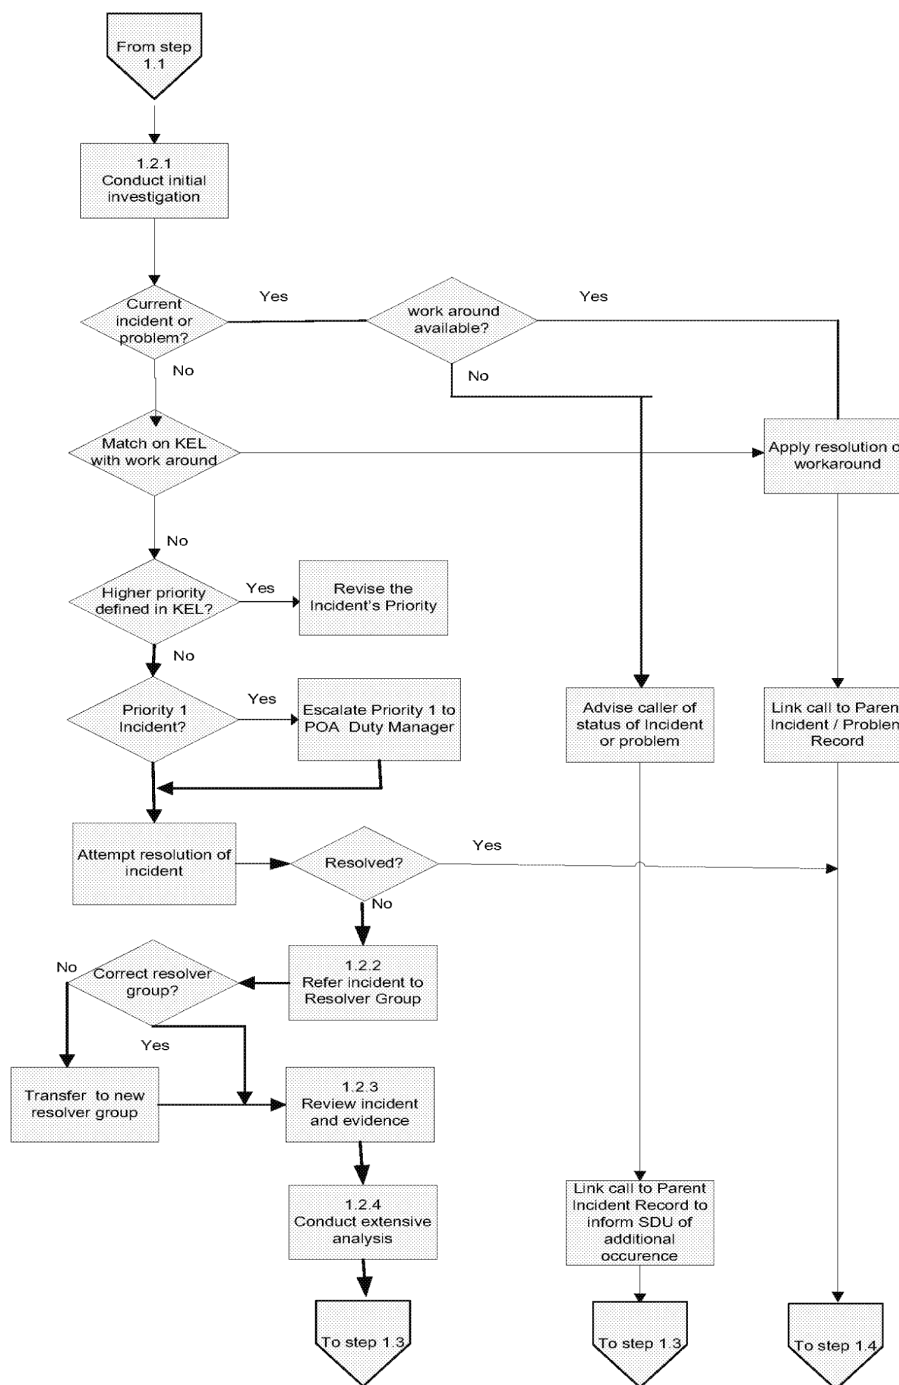 From step
1.1
1.2.1
Conduct initial
investigation
Current
incident or
problem?
Yes
work around
available?
Yes
No
No
Match on KEL
with work around
Apply resolution o
workaround
No
Higher priority
defined in KEL?
Yes
Revise the
Incident's Priority
No
Priority 1
Incident?
Yes
Escalate Priority 1 to
POA Duty Manager
Advise caller of
status of Incident
or problem
Link call to Paren
Incident / Problem
Record
Attempt resolution of
incident
Resolved?
Yes
No
1.2.2
Refer incident to
Resolver Group
Correct resolver
group?
No
Yes
Transfer to new
resolver group
1.2.3
Review incident
and evidence
1.2.4
Conduct extensive
analysis
Link call to Parent
Incident Record to
inform SDU of
additional
occurence
To step 1.3
To step 1.3
To step 1.4